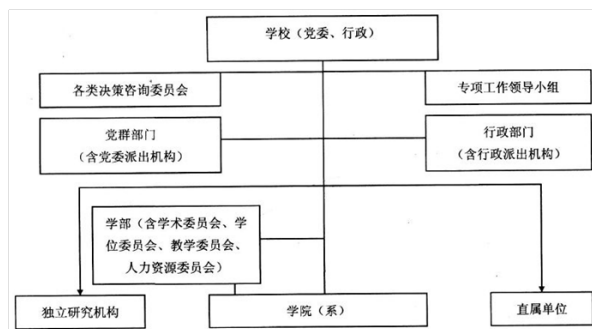 学校（党委、行政）
各类决策咨询委员会
专项工作领导小组
党群部门
（含党委派出机构）
行政部门
（含行政派出机构）
学部（含学术委员会、学
位委员会、教学委员会、
人力资源委员会）
独立研究机构
学院（系）
直属单位